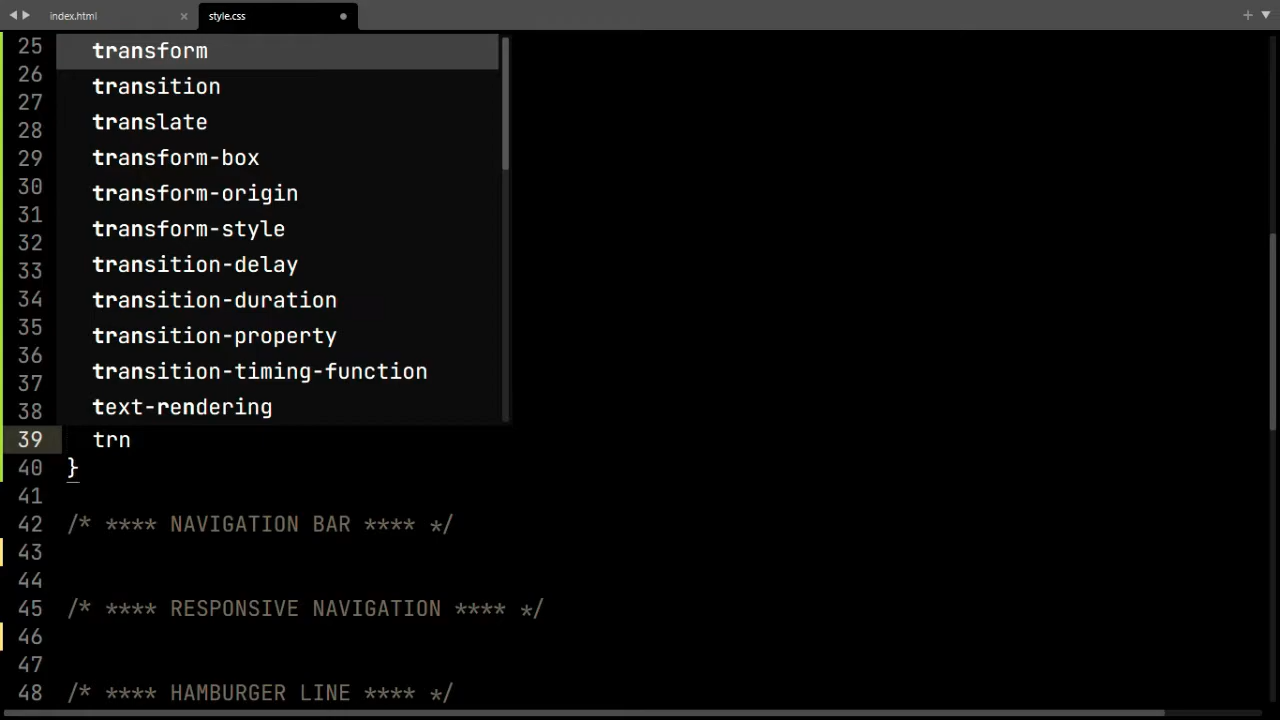 index.html × style.css
25 transform
26 transition
27 translate
28 transform-box
29
30 transform-origin
31 transform-style
32
33 transition-delay
34 transition-duration
35 transition-property
36 transition-timing-function
37
38 text-rendering
39 trn
40 }
41
42 /* **** NAVIGATION BAR **** */
43
44
45 /* **** RESPONSIVE NAVIGATION **** */
46
47
48 /* **** HAMBURGER LINE **** */